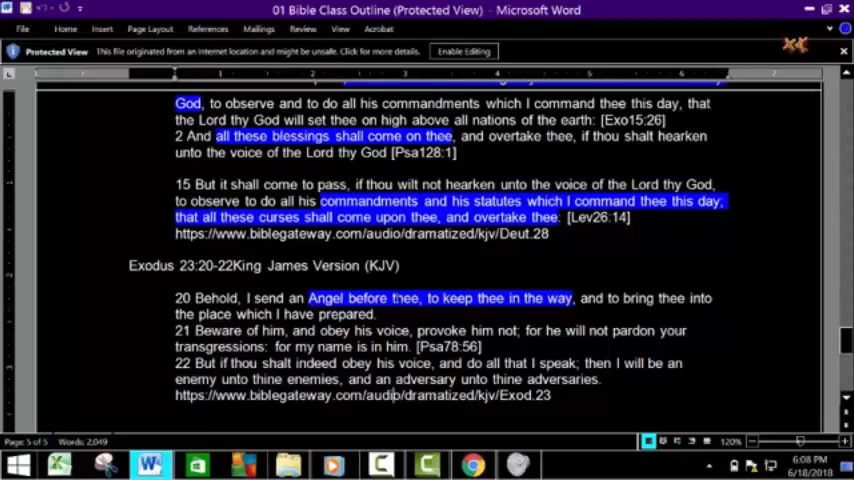 01 Bible Class Outline (Protected View) - Microsoft Word
File Home Insert Page Layout References Mailings Review View Acrobat
Protected View This file originated from an Internet location and might be unsafe. Click for more details. Enable Editing
God, to observe and to do all his commandments which I command thee this day, that
the Lord thy God will set thee on high above all nations of the earth: [Exo15:26]
2 And all these blessings shall come on thee, and overtake thee, if thou shalt hearken
unto the voice of the Lord thy God [Psa128:1]
15 But it shall come to pass, if thou wilt not hearken unto the voice of the Lord thy God,
to observe to do all his commandments and his statutes which I command thee this day;
that all these curses shall come upon thee, and overtake thee: [Lev26:14]
https://www.biblegateway.com/audio/dramatized/kjv/Deut.28
Exodus 23:20-22King James Version (KJV)
20 Behold, I send an Angel before thee, to keep thee in the way, and to bring thee into
the place which I have prepared.
21 Beware of him, and obey his voice, provoke him not; for he will not pardon your
transgressions: for my name is in him. [Psa78:56]
22 But if thou shalt indeed obey his voice, and do all that I speak; then I will be an
enemy unto thine enemies, and an adversary unto thine adversaries.
https://www.biblegateway.com/audio/dramatized/kjv/Exod.23
Page: 5 of 5 Words: 2,049 120%
6:08 PM
6/18/2018